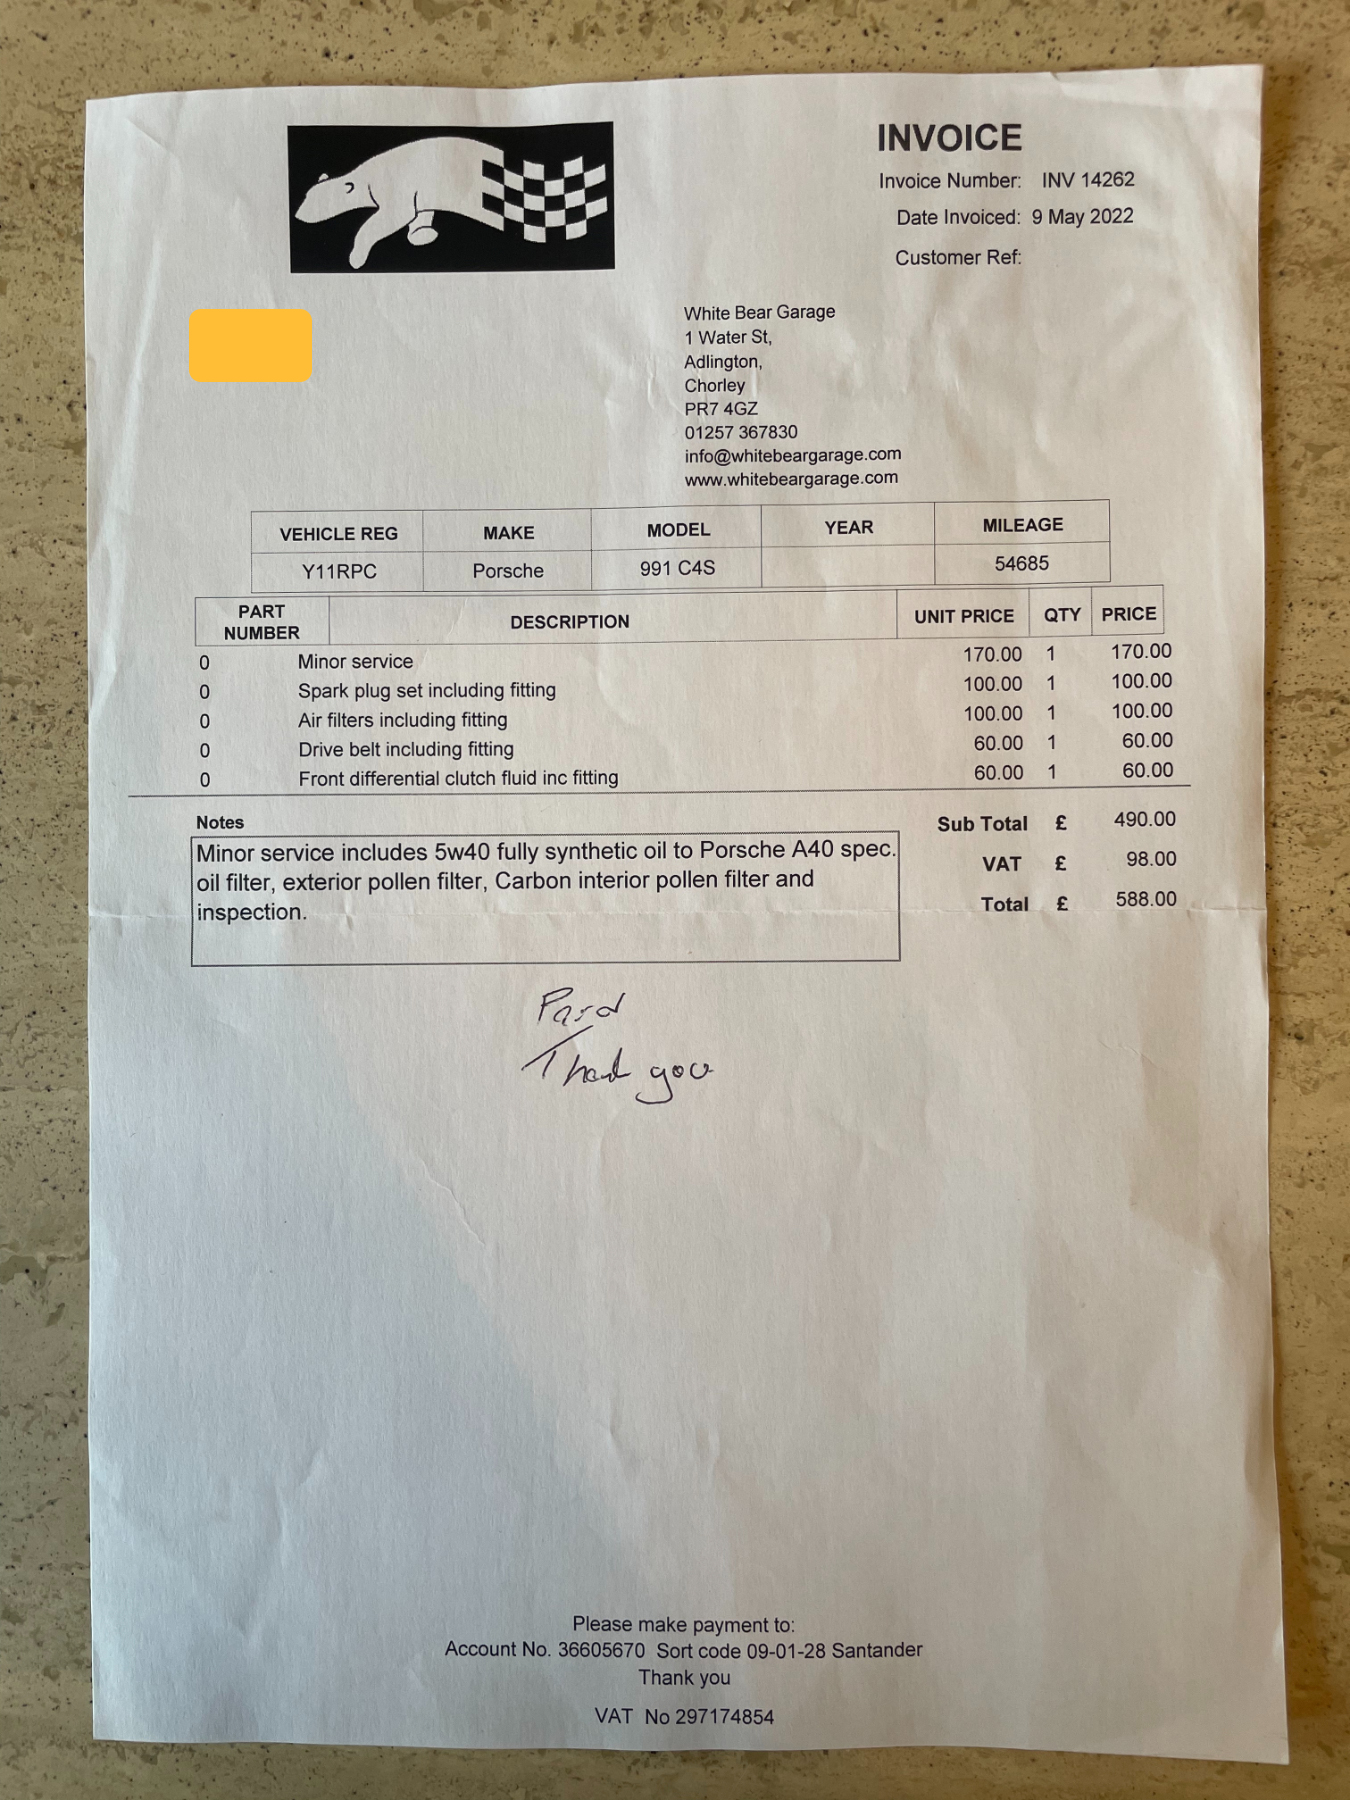 INVOICE
Invoice Number: INV 14262
Date Invoiced: 9 May 2022
Customer Ref:
White Bear Garage
1 Water St,
Adlington,
Chorley
PR7 4GZ
01257 367830
info@whitebeargarage.com
www.whitebeargarage.com
VEHICLE REG MAKE MODEL YEAR MILEAGE
Y11RPC Porsche 991 C4S 54685
PART NUMBER DESCRIPTION UNIT PRICE QTY PRICE
0 Minor service 170.00 1 170.00
0 Spark plug set including fitting 100.00 1 100.00
0 Air filters including fitting 100.00 1 100.00
0 Drive belt including fitting 60.00 1 60.00
0 Front differential clutch fluid inc fitting 60.00 1 60.00
Notes
Minor service includes 5w40 fully synthetic oil to Porsche A40 spec.
oil filter, exterior pollen filter, Carbon interior pollen filter and
inspection.
Sub Total £ 490.00
VAT £ 98.00
Total £ 588.00
Paid
Thank you
Please make payment to:
Account No. 36605670 Sort code 09-01-28 Santander
Thank you
VAT No 297174854